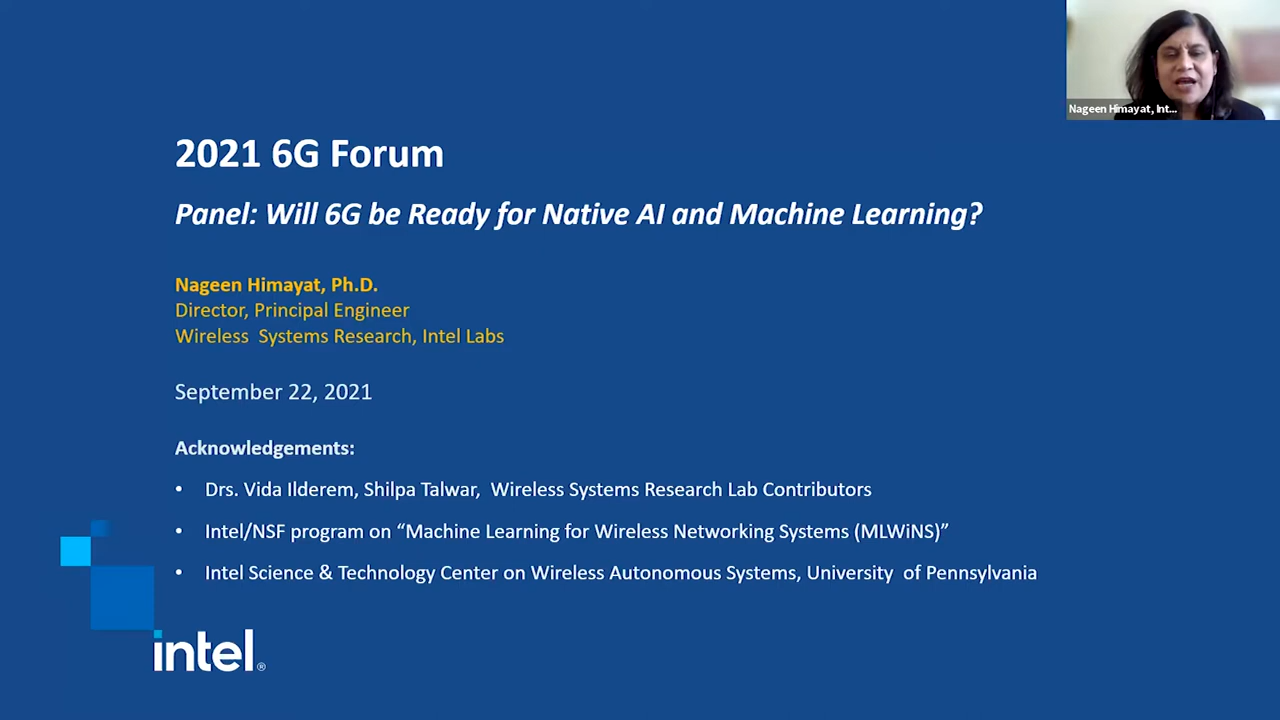 Nageen Himayat, Int...
2021 6G Forum
Panel: Will 6G be Ready for Native AI and Machine Learning?
Nageen Himayat, Ph.D.
Director, Principal Engineer
Wireless Systems Research, Intel Labs
September 22, 2021
Acknowledgements:
• Drs. Vida Ilderem, Shilpa Talwar, Wireless Systems Research Lab Contributors
• Intel/NSF program on “Machine Learning for Wireless Networking Systems (MLWiNS)”
• Intel Science & Technology Center on Wireless Autonomous Systems, University of Pennsylvania
intel®